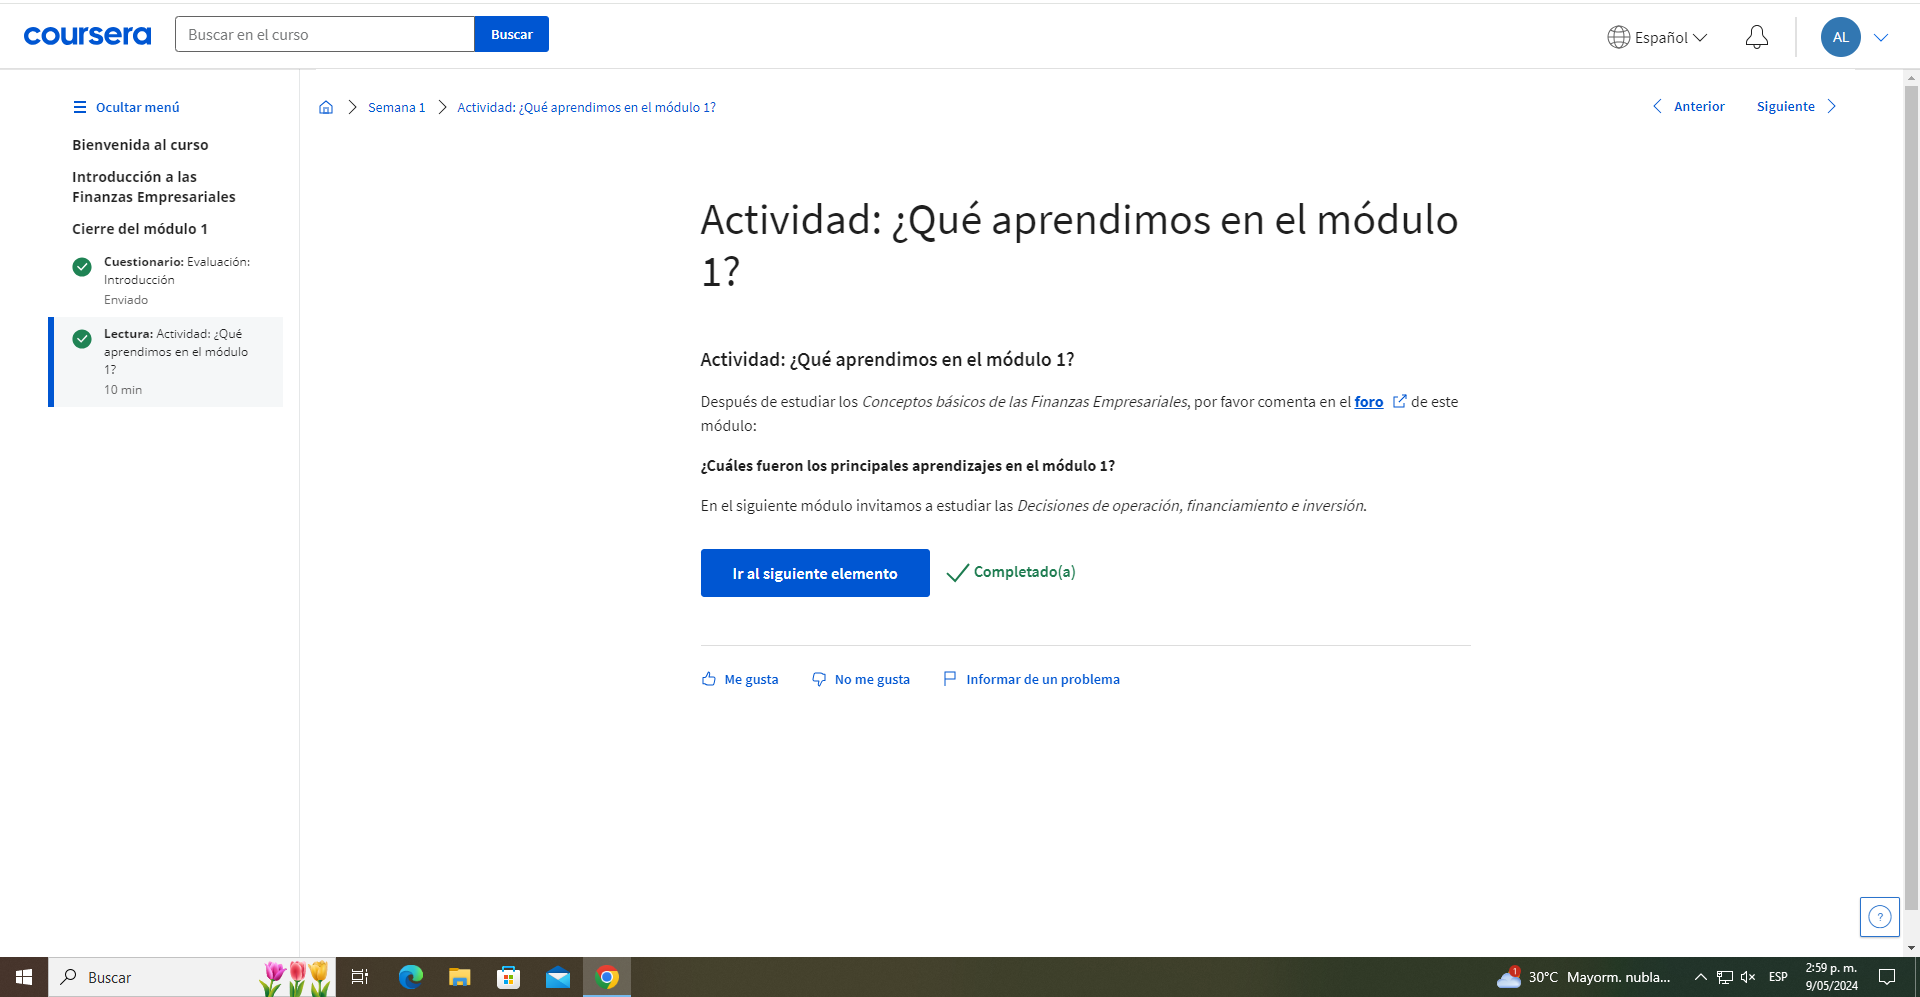 coursera
Buscar en el curso
Buscar
Español
AL
Ocultar menú
Bienvenida al curso
Introducción a las
Finanzas Empresariales
Cierre del módulo 1
Cuestionario: Evaluación:
Introducción
Enviado
Lectura: Actividad: ¿Qué
aprendimos en el módulo
1?
10 min
Semana 1
Actividad: ¿Qué aprendimos en el módulo 1?
Anterior
Siguiente
Actividad: ¿Qué aprendimos en el módulo
1?
Actividad: ¿Qué aprendimos en el módulo 1?
Después de estudiar los Conceptos básicos de las Finanzas Empresariales, por favor comenta en el foro de este
módulo:
¿Cuáles fueron los principales aprendizajes en el módulo 1?
En el siguiente módulo invitamos a estudiar las Decisiones de operación, financiamiento e inversión.
Ir al siguiente elemento
Completado(a)
Me gusta
No me gusta
Informar de un problema
?
Buscar
1
30°C Mayorm. nubla...
ESP
2:59 p. m.
9/05/2024